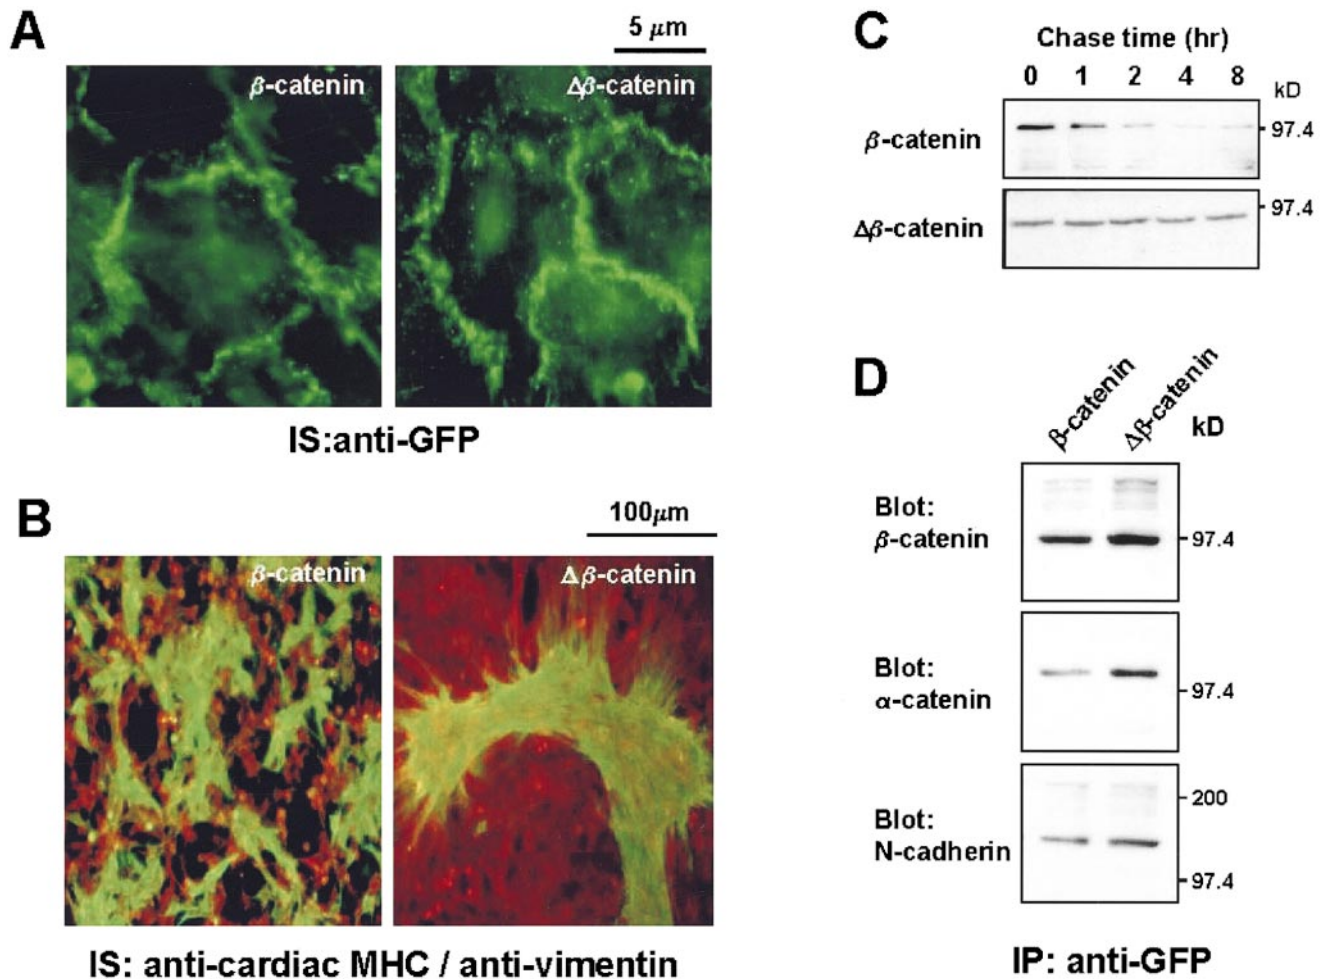 A
5 μm
β-catenin
Δβ-catenin
IS:anti-GFP
B
100μm
β-catenin
Δβ-catenin
IS: anti-cardiac MHC / anti-vimentin
C
Chase time (hr)
0 1 2 4 8
kD
β-catenin
97.4
Δβ-catenin
97.4
D
β-catenin
Δβ-catenin
kD
Blot:
β-catenin
97.4
Blot:
α-catenin
97.4
Blot:
N-cadherin
200
97.4
IP: anti-GFP